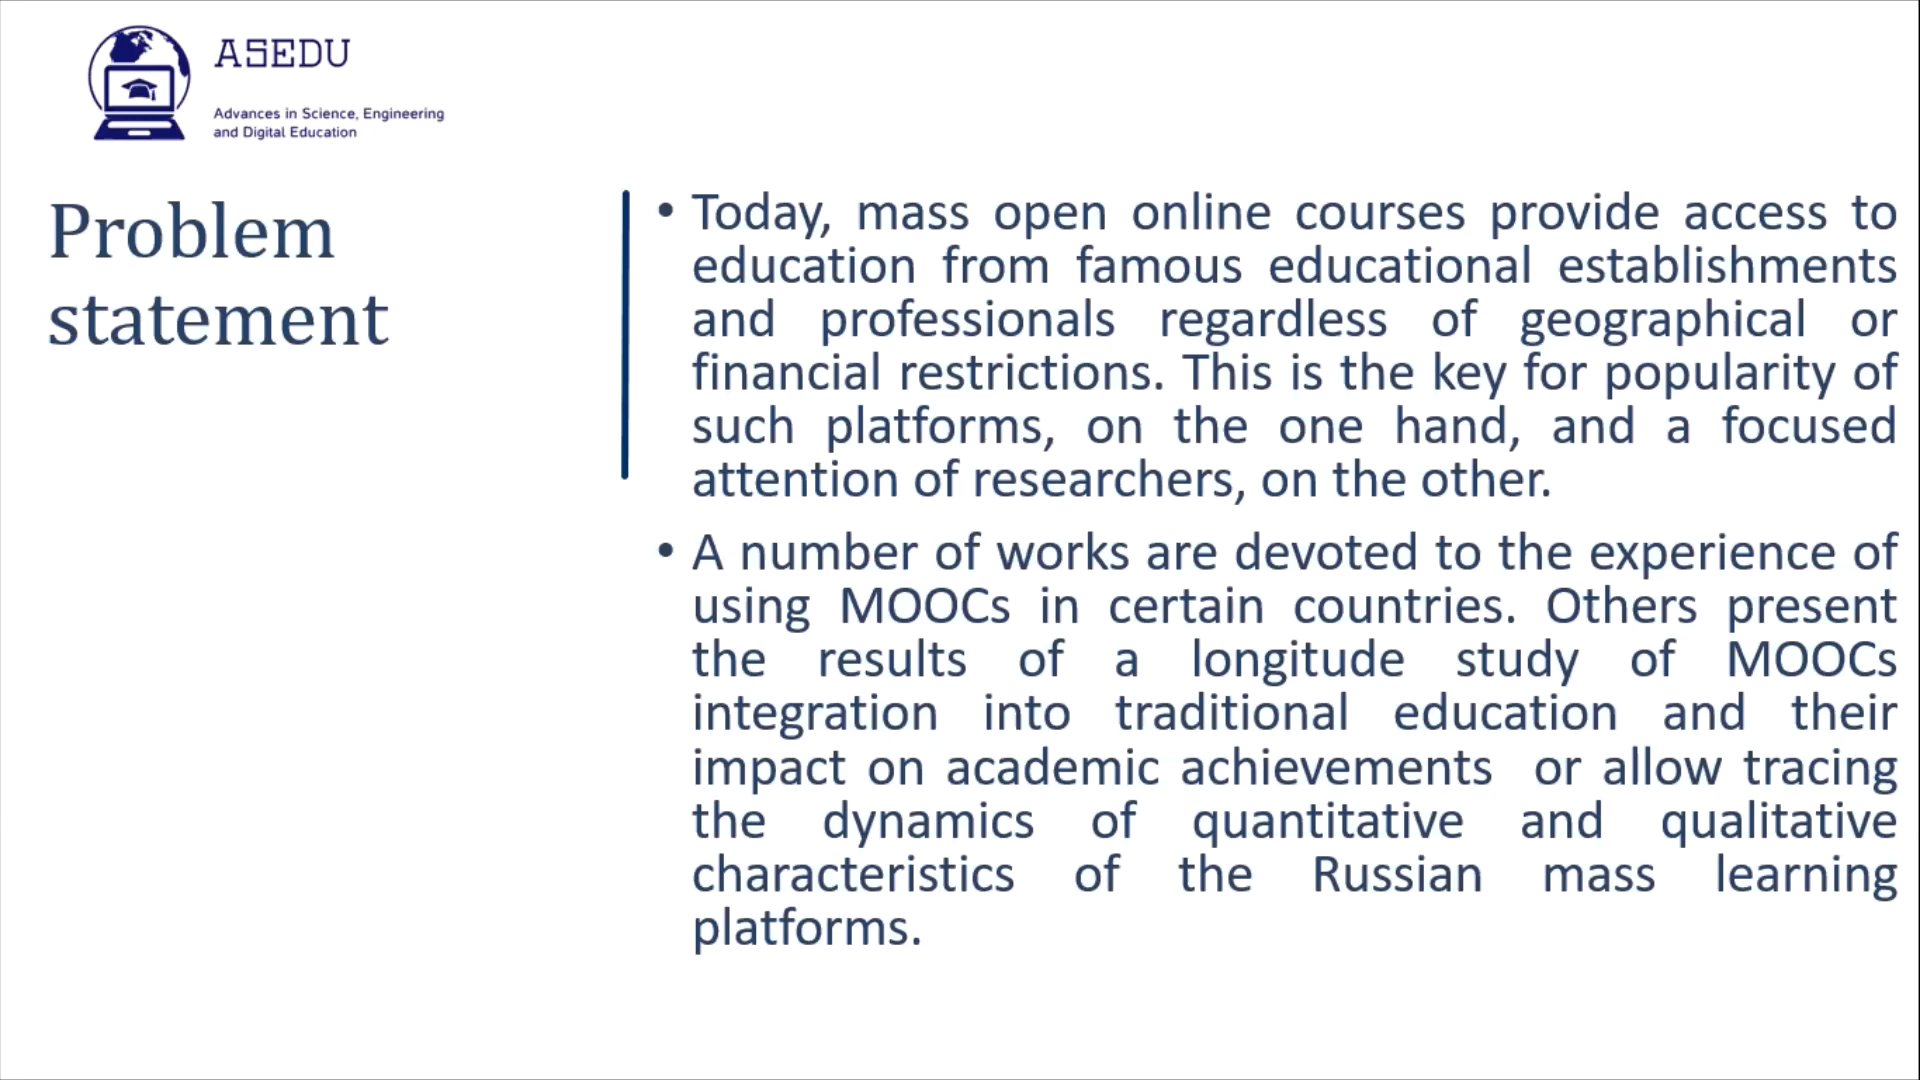 ASEDU
Advances in Science, Engineering
and Digital Education
Problem
statement
• Today, mass open online courses provide access to
education from famous educational establishments
and professionals regardless of geographical or
financial restrictions. This is the key for popularity of
such platforms, on the one hand, and a focused
attention of researchers, on the other.
• A number of works are devoted to the experience of
using MOOCs in certain countries. Others present
the results of a longitude study of MOOCs
integration into traditional education and their
impact on academic achievements or allow tracing
the dynamics of quantitative and qualitative
characteristics of the Russian mass learning
platforms.